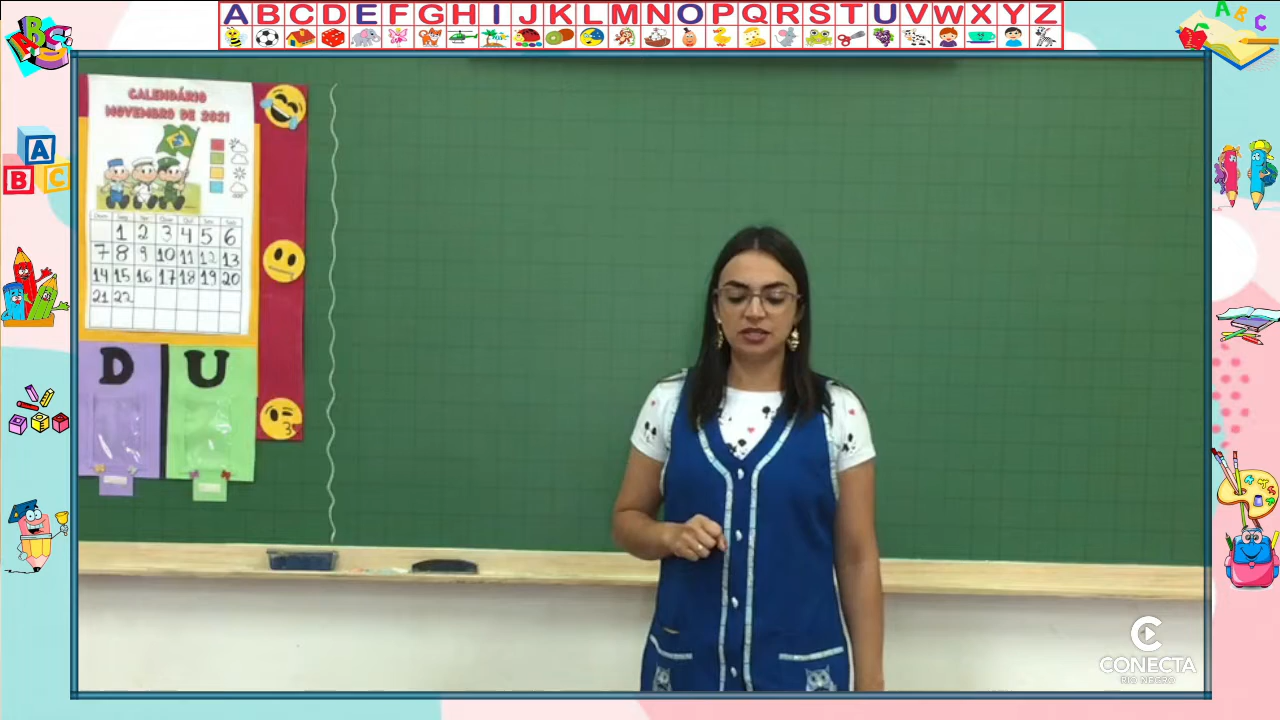 ABCDEFGHIJKLMNOPQRSTUVWXYZ
ABC
A
B C
CALENDÁRIO
NOVEMBRO DE 2021
1 2 3 4 5 6
7 8 9 10 11 12 13
14 15 16 17 18 19 20
21 22
D U
A B C
CONECTA
RIO NEGRO